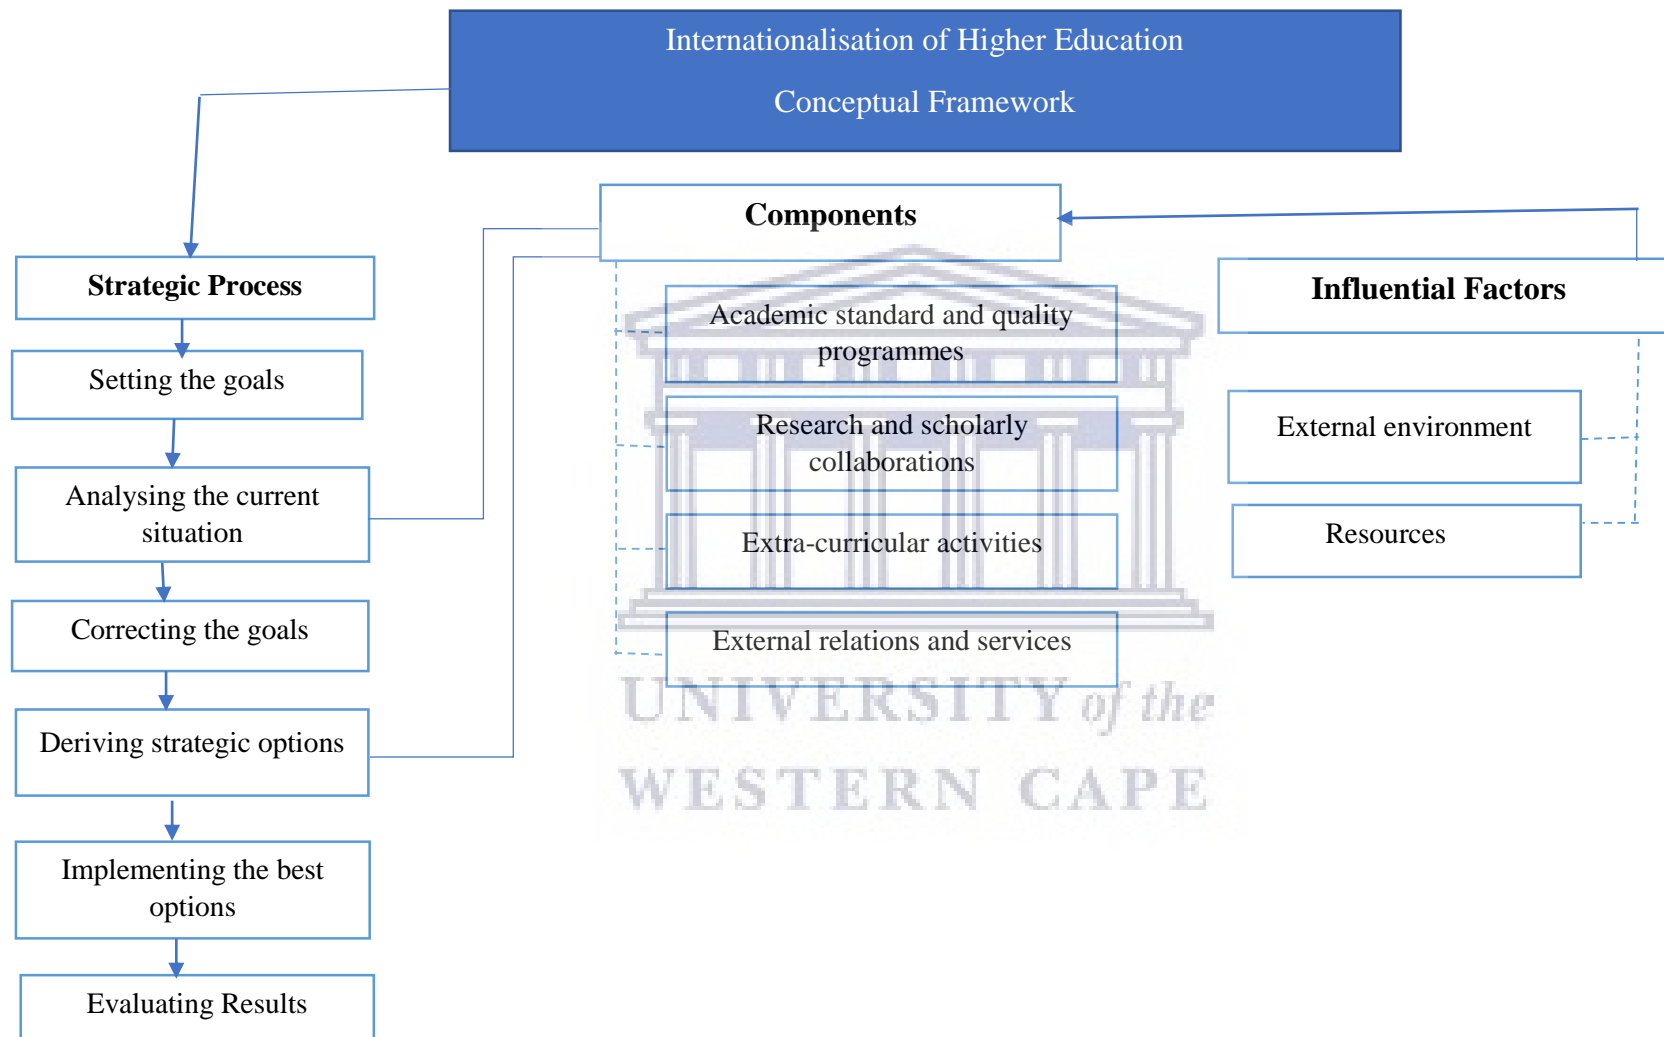 Internationalisation of Higher Education
Conceptual Framework
Strategic Process
Setting the goals
Analysing the current
situation
Correcting the goals
Deriving strategic options
Implementing the best
options
Evaluating Results
Components
Academic standard and quality
programmes
Research and scholarly
collaborations
Extra-curricular activities
External relations and services
Influential Factors
External environment
Resources
UNIVERSITY of the
WESTERN CAPE